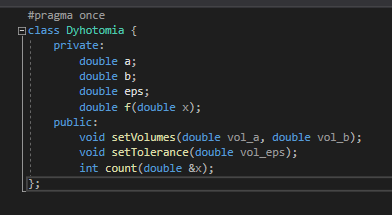 #pragma once
class Dyhotomia {
private:
double a;
double b;
double eps;
double f(double x);
public:
void setVolumes(double vol_a, double vol_b);
void setTolerance(double vol_eps);
int count(double &x);
};